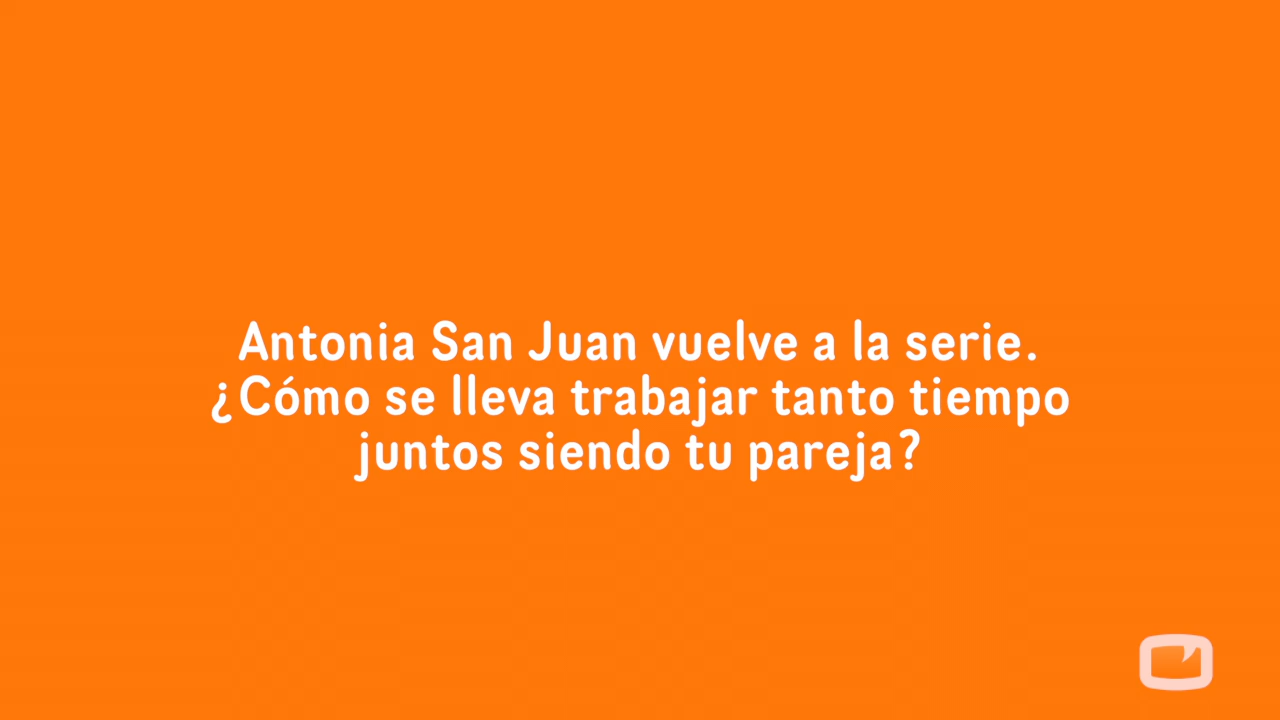 Antonia San Juan vuelve a la serie.
¿Cómo se lleva trabajar tanto tiempo
juntos siendo tu pareja?